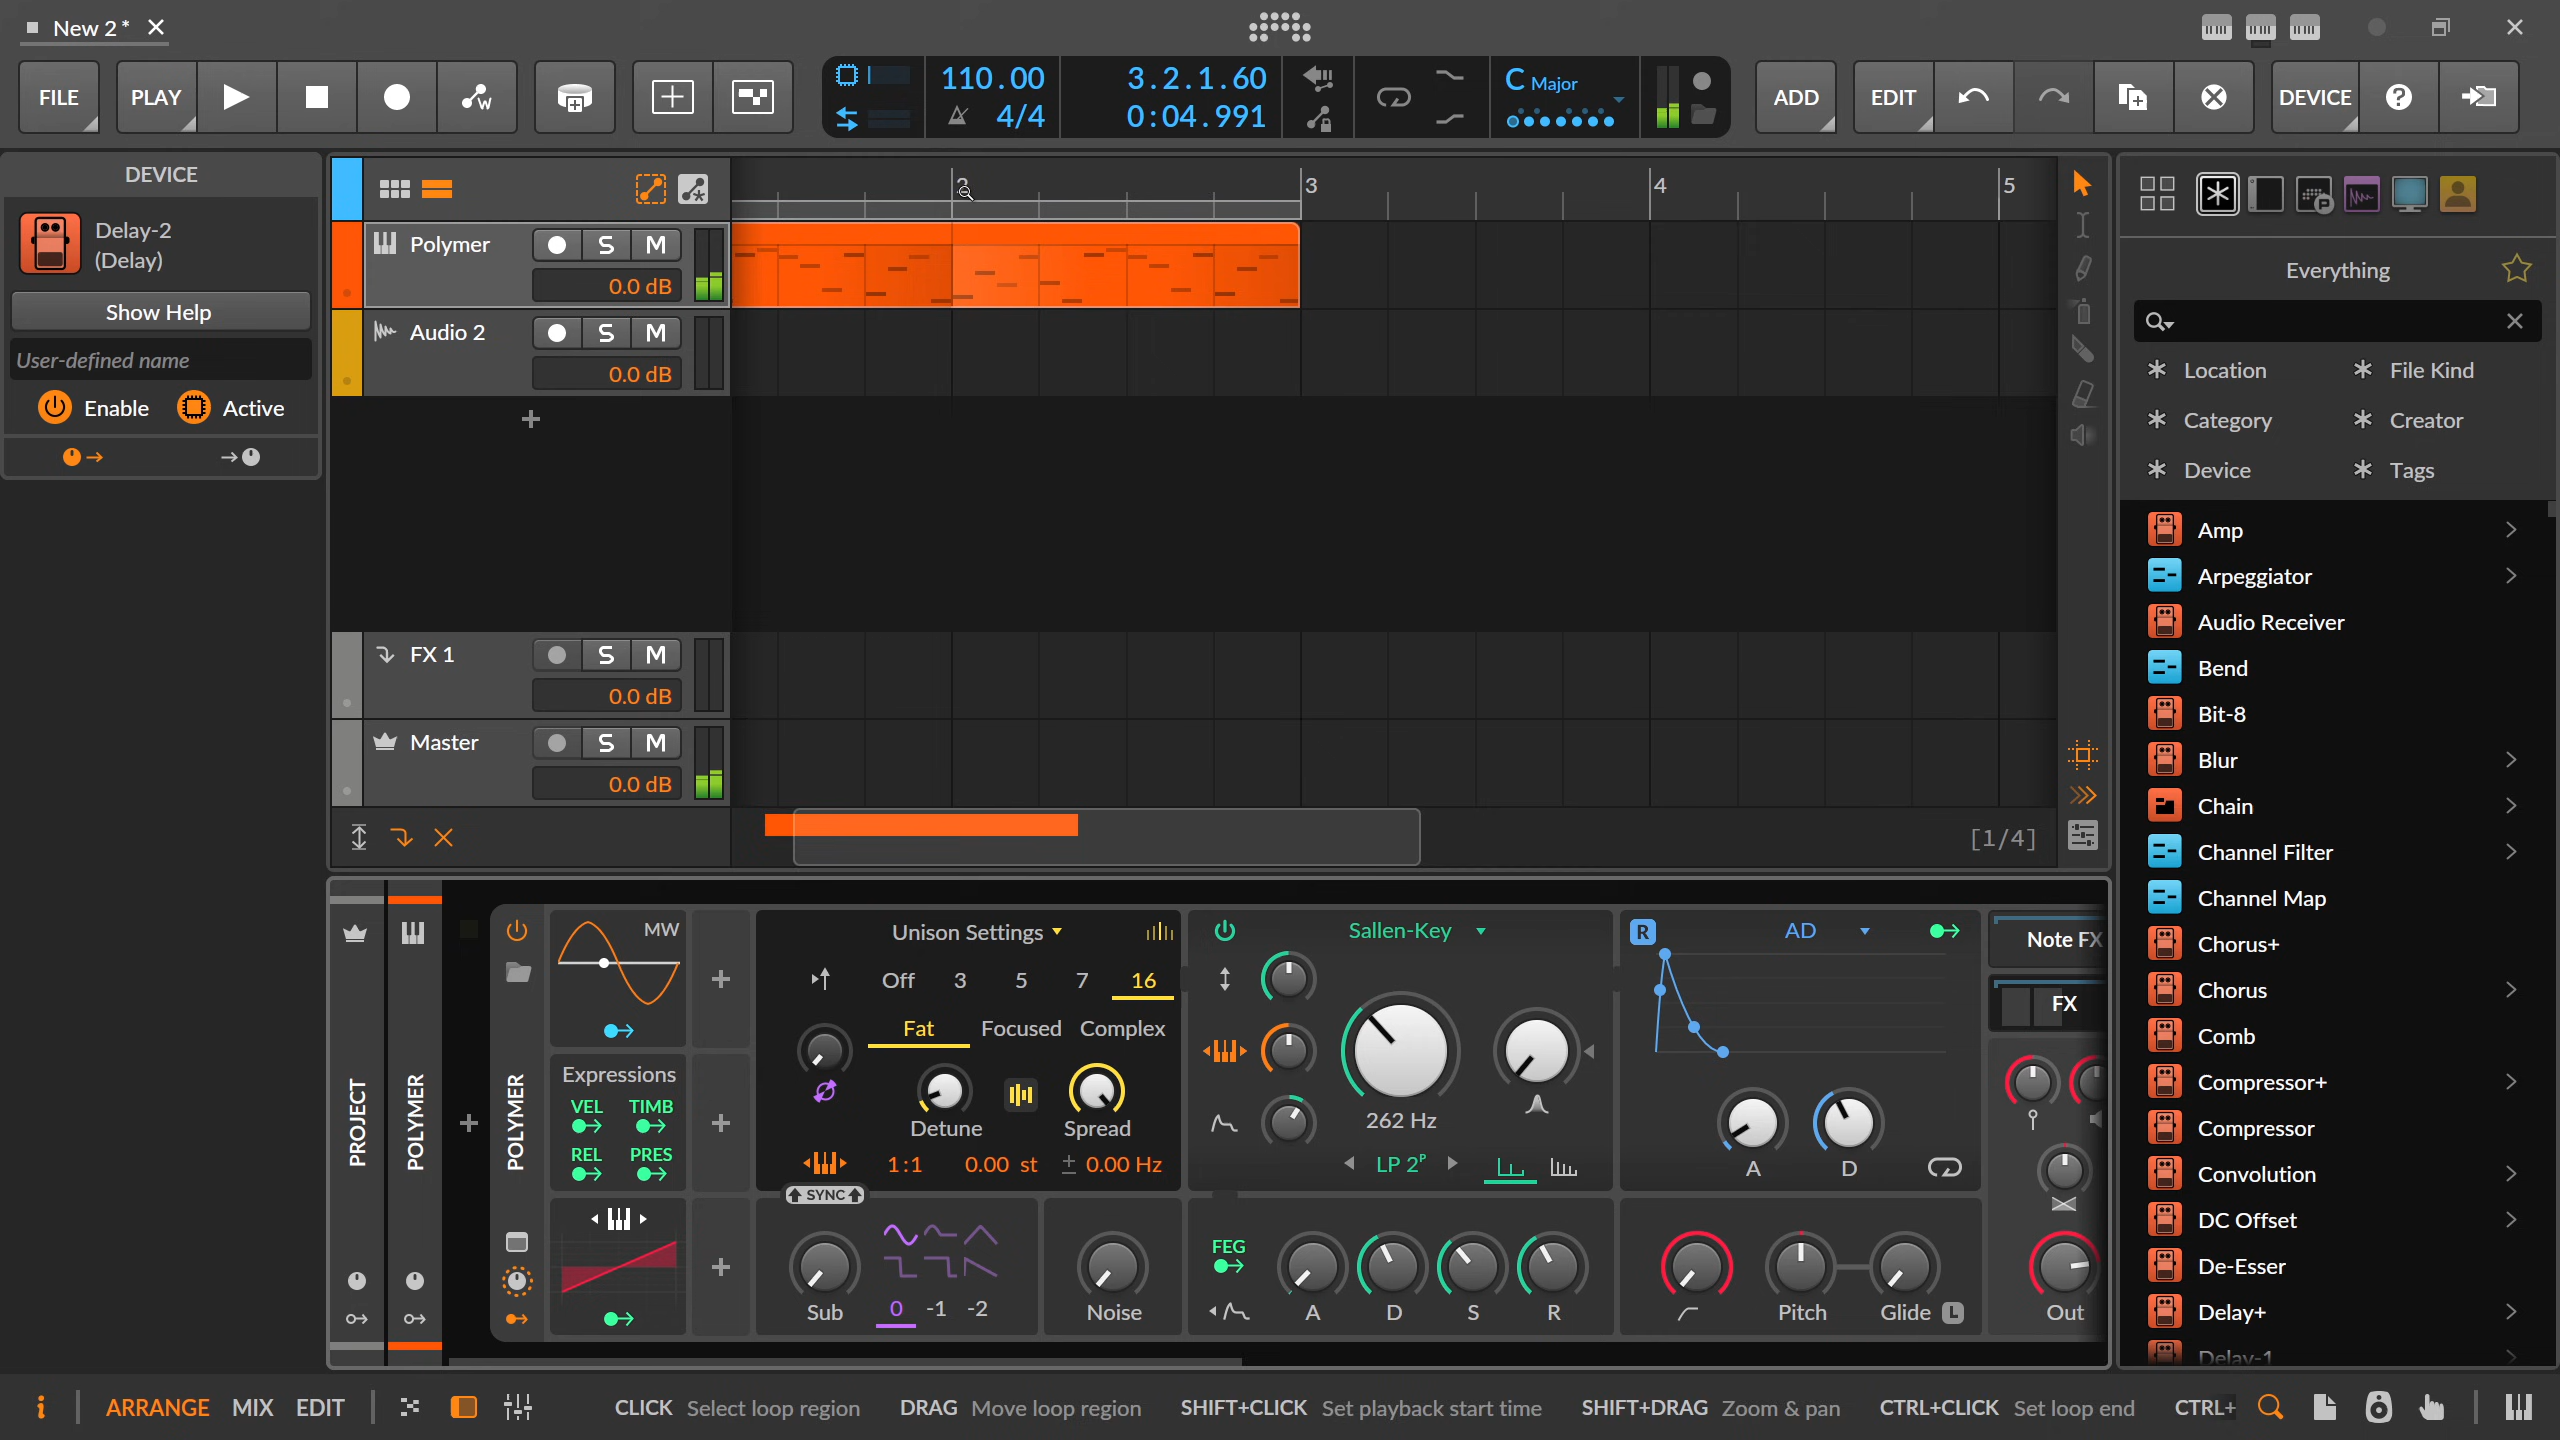 New 2*
FILE
PLAY
W
110.00
4/4
3.2.1.60
0:04.991
C Major
ADD
EDIT
DEVICE
DEVICE
Delay-2
(Delay)
Show Help
User-defined name
Enable
Active
Polymer
S
M
0.0 dB
Audio 2
S
M
0.0 dB
FX 1
S
M
0.0 dB
Master
S
M
0.0 dB
2
3
4
5
[1/4]
Everything
Location
File Kind
Category
Creator
Device
Tags
Amp
Arpeggiator
Audio Receiver
Bend
Bit-8
Blur
Chain
Channel Filter
Channel Map
Chorus+
Chorus
Comb
Compressor+
Compressor
Convolution
DC Offset
De-Esser
Delay+
Delay-1
PROJECT
POLYMER
POLYMER
MW
Expressions
VEL
TIMB
REL
PRES
Unison Settings
Off 3 5 7 16
Fat Focused Complex
Detune
Spread
1:1 0.00 st ± 0.00 Hz
SYNC
Sub
0 -1 -2
Noise
Sallen-Key
262 Hz
LP 2P
FEG
A
D
S
R
R
AD
A
D
Pitch
Glide
L
Note FX
FX
Out
ARRANGE MIX EDIT
CLICK Select loop region DRAG Move loop region SHIFT+CLICK Set playback start time SHIFT+DRAG Zoom & pan CTRL+CLICK Set loop end CTRL+